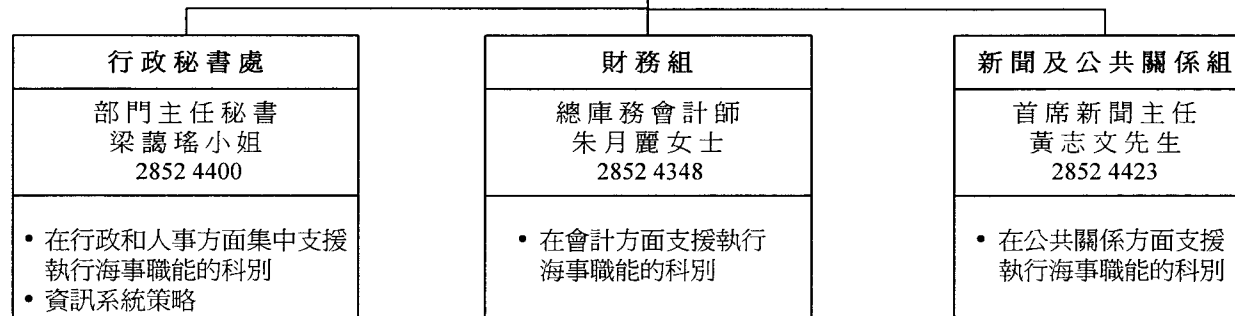 行政秘書處
部門主任秘書
梁藹瑤小姐
2852 4400
• 在行政和人事方面集中支援
執行海事職能的科別
• 資訊系統策略
財務組
總庫務會計師
朱月麗女士
2852 4348
• 在會計方面支援執行
海事職能的科別
新聞及公共關係組
首席新聞主任
黃志文先生
2852 4423
• 在公共關係方面支援
執行海事職能的科別